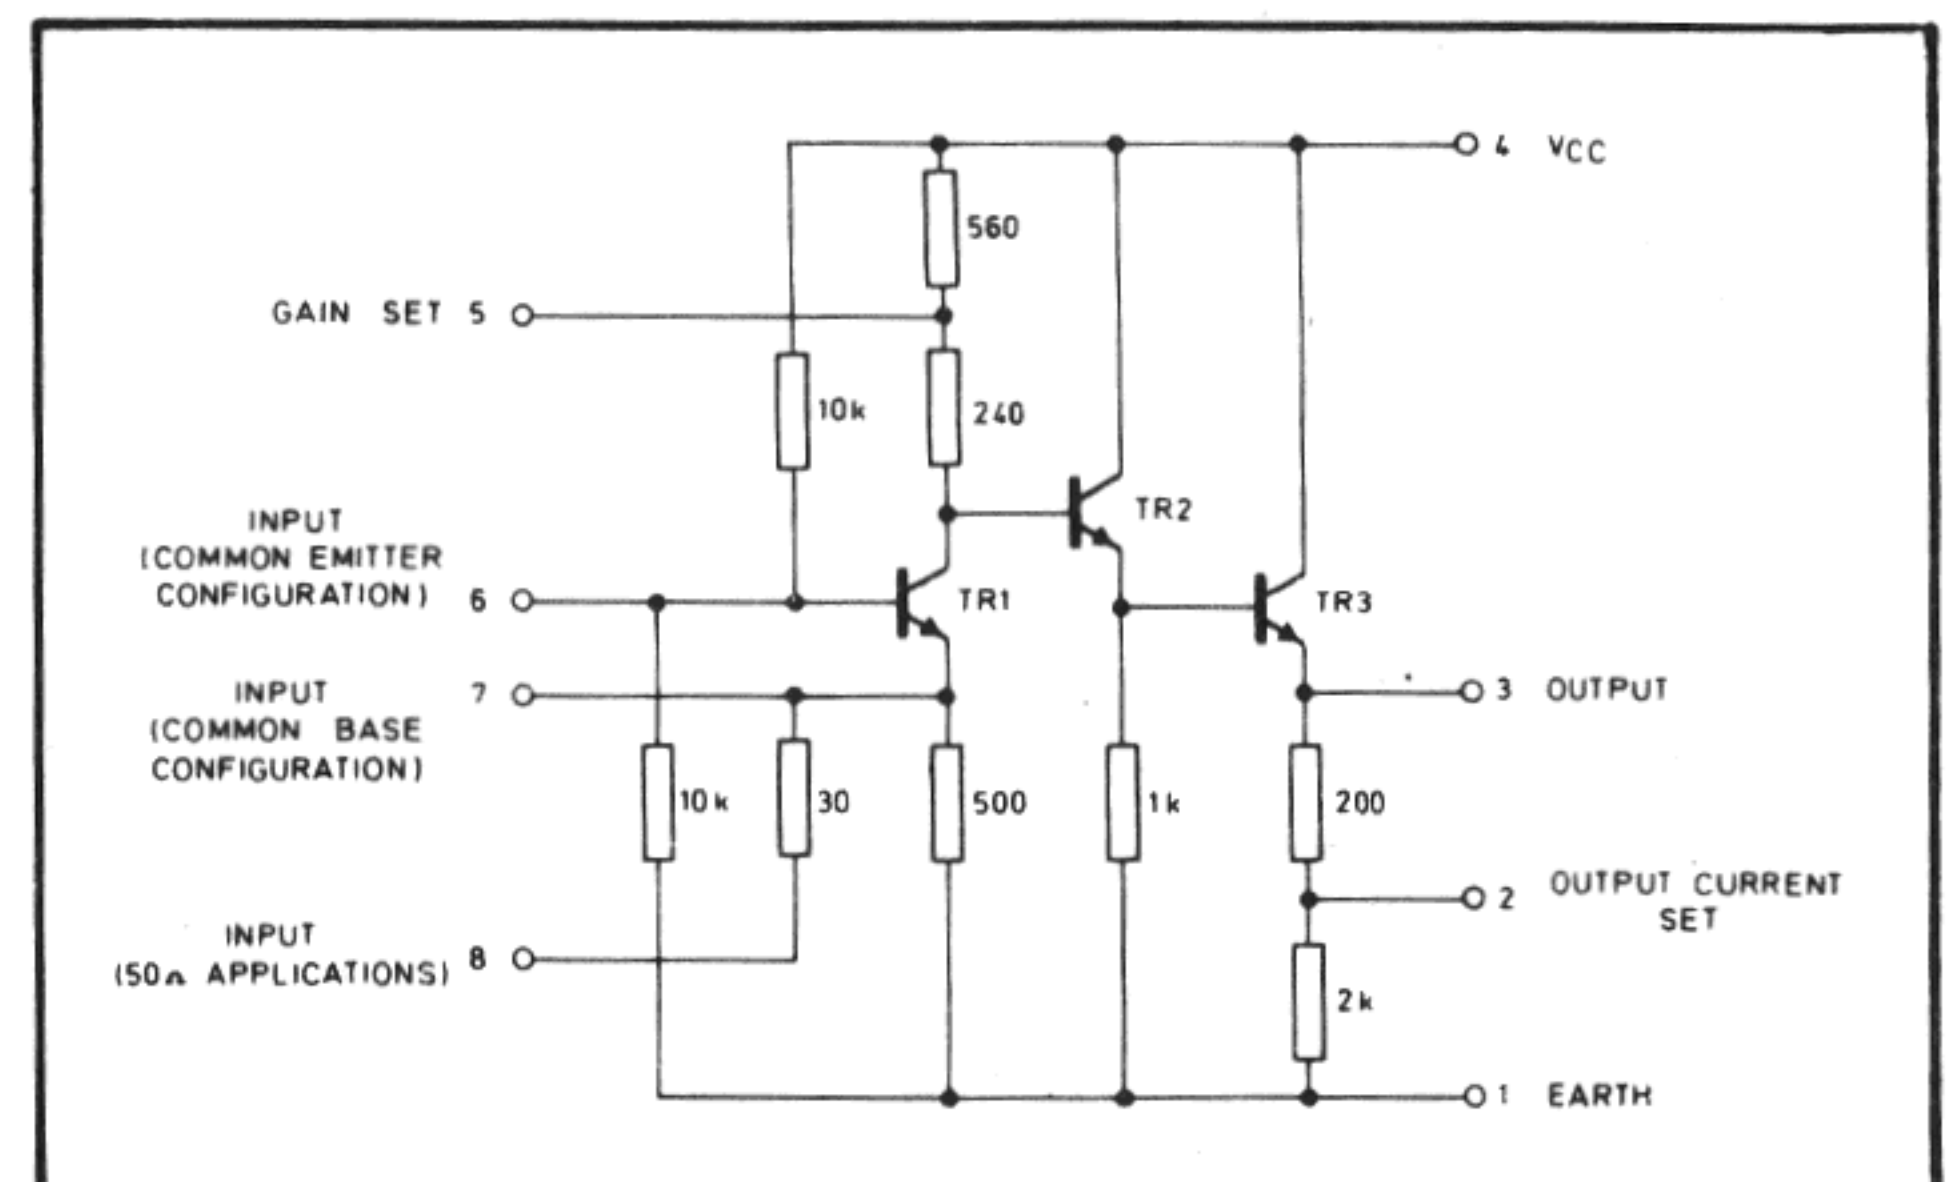 4 VCC
560
GAIN SET 5
10k
240
TR2
INPUT
(COMMON EMITTER
CONFIGURATION) 6
TR1
TR3
INPUT 7
(COMMON BASE
CONFIGURATION)
3 OUTPUT
10k
30
500
1k
200
2 OUTPUT CURRENT
SET
INPUT
(50Ω APPLICATIONS) 8
2k
1 EARTH